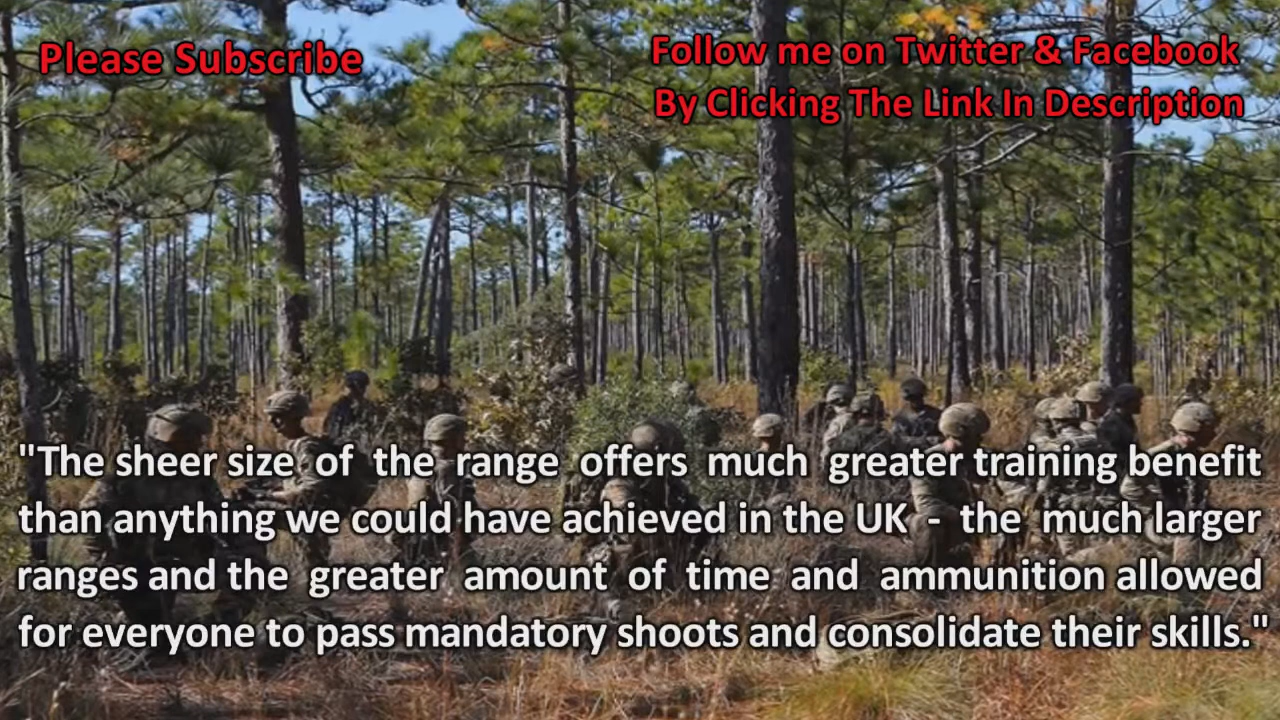 Please Subscribe
Follow me on Twitter & Facebook
By Clicking The Link In Description
"The sheer size of the range offers much greater training benefit
than anything we could have achieved in the UK - the much larger
ranges and the greater amount of time and ammunition allowed
for everyone to pass mandatory shoots and consolidate their skills."